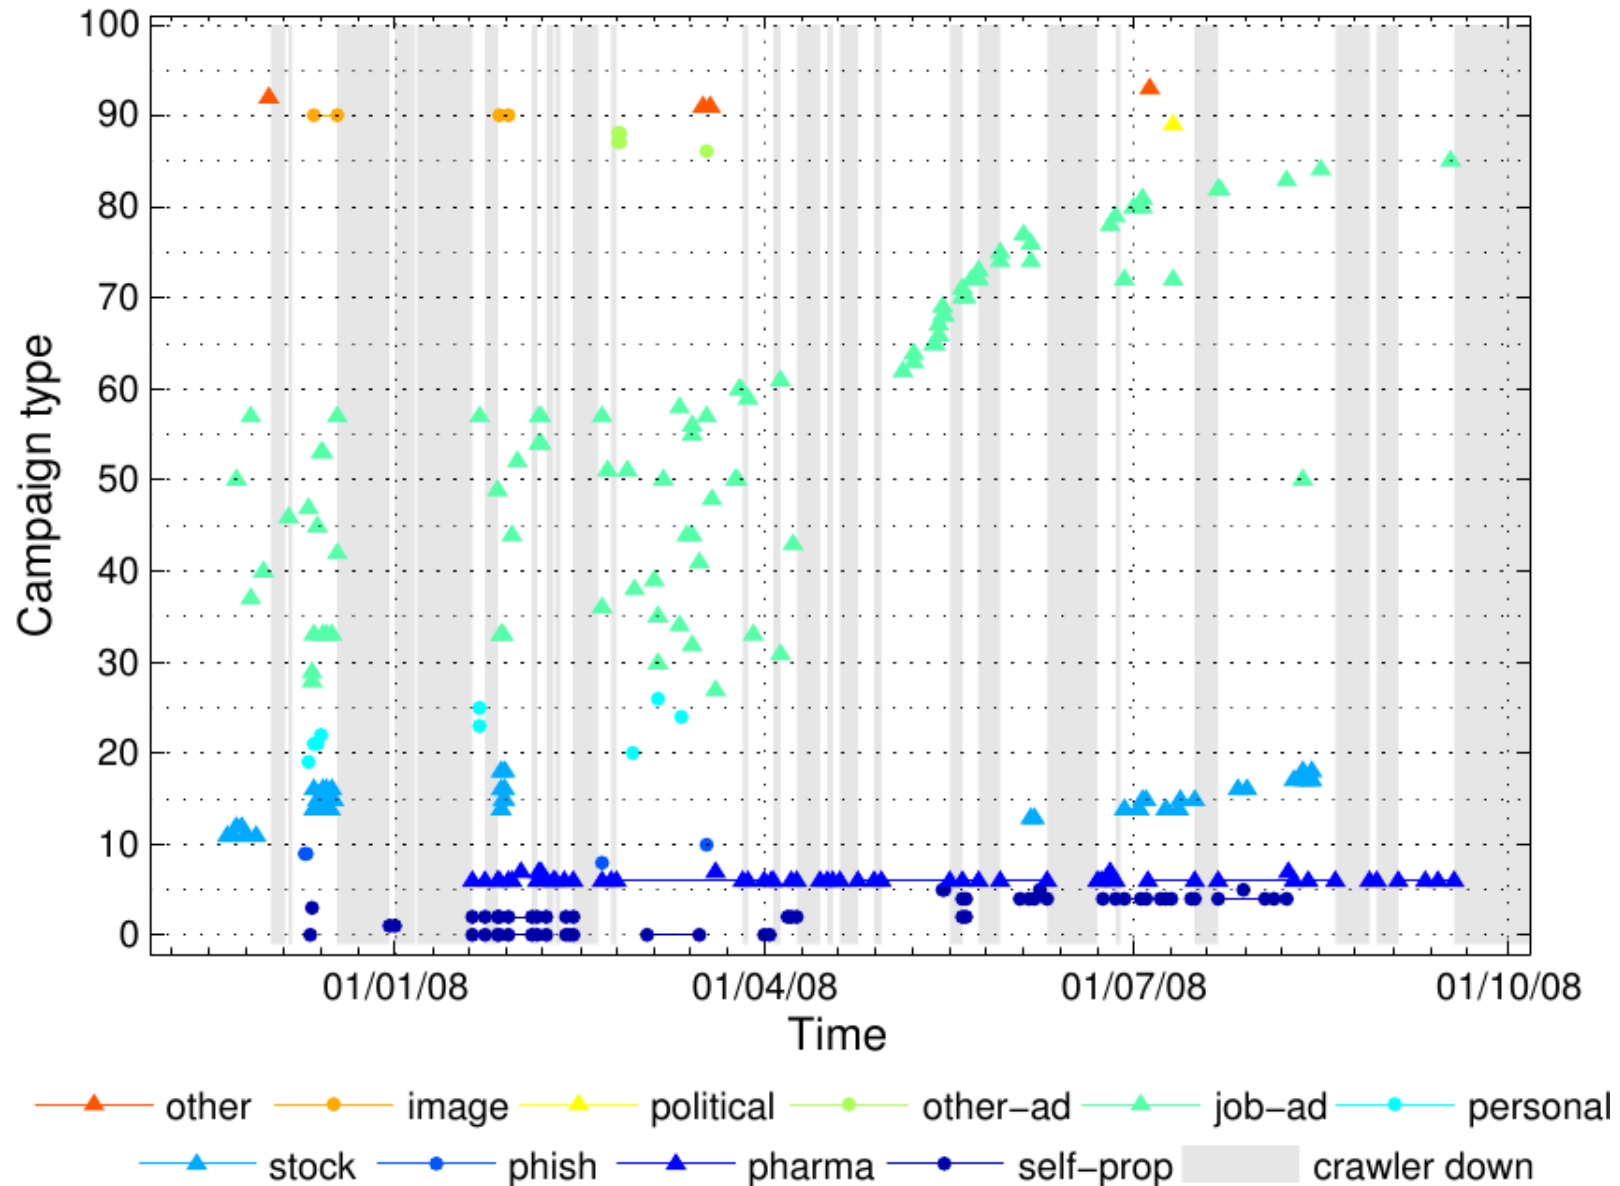 100
90
80
70
60
50
40
30
20
10
0
Campaign type
01/01/08 01/04/08 01/07/08 01/10/08
Time
other image political other-ad job-ad personal
stock phish pharma self-prop crawler down